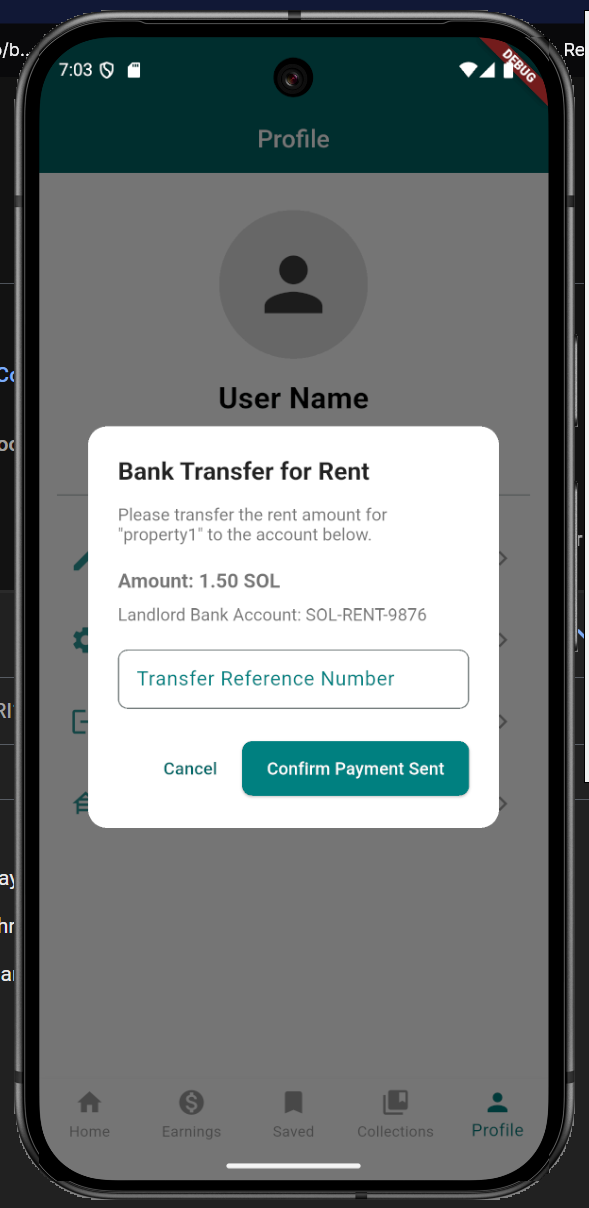 7:03
DEBUG
Re
Profile
User Name
Bank Transfer for Rent
Please transfer the rent amount for
"property1" to the account below.
Amount: 1.50 SOL
Landlord Bank Account: SOL-RENT-9876
Transfer Reference Number
Cancel
Confirm Payment Sent
Home
Earnings
Saved
Collections
Profile